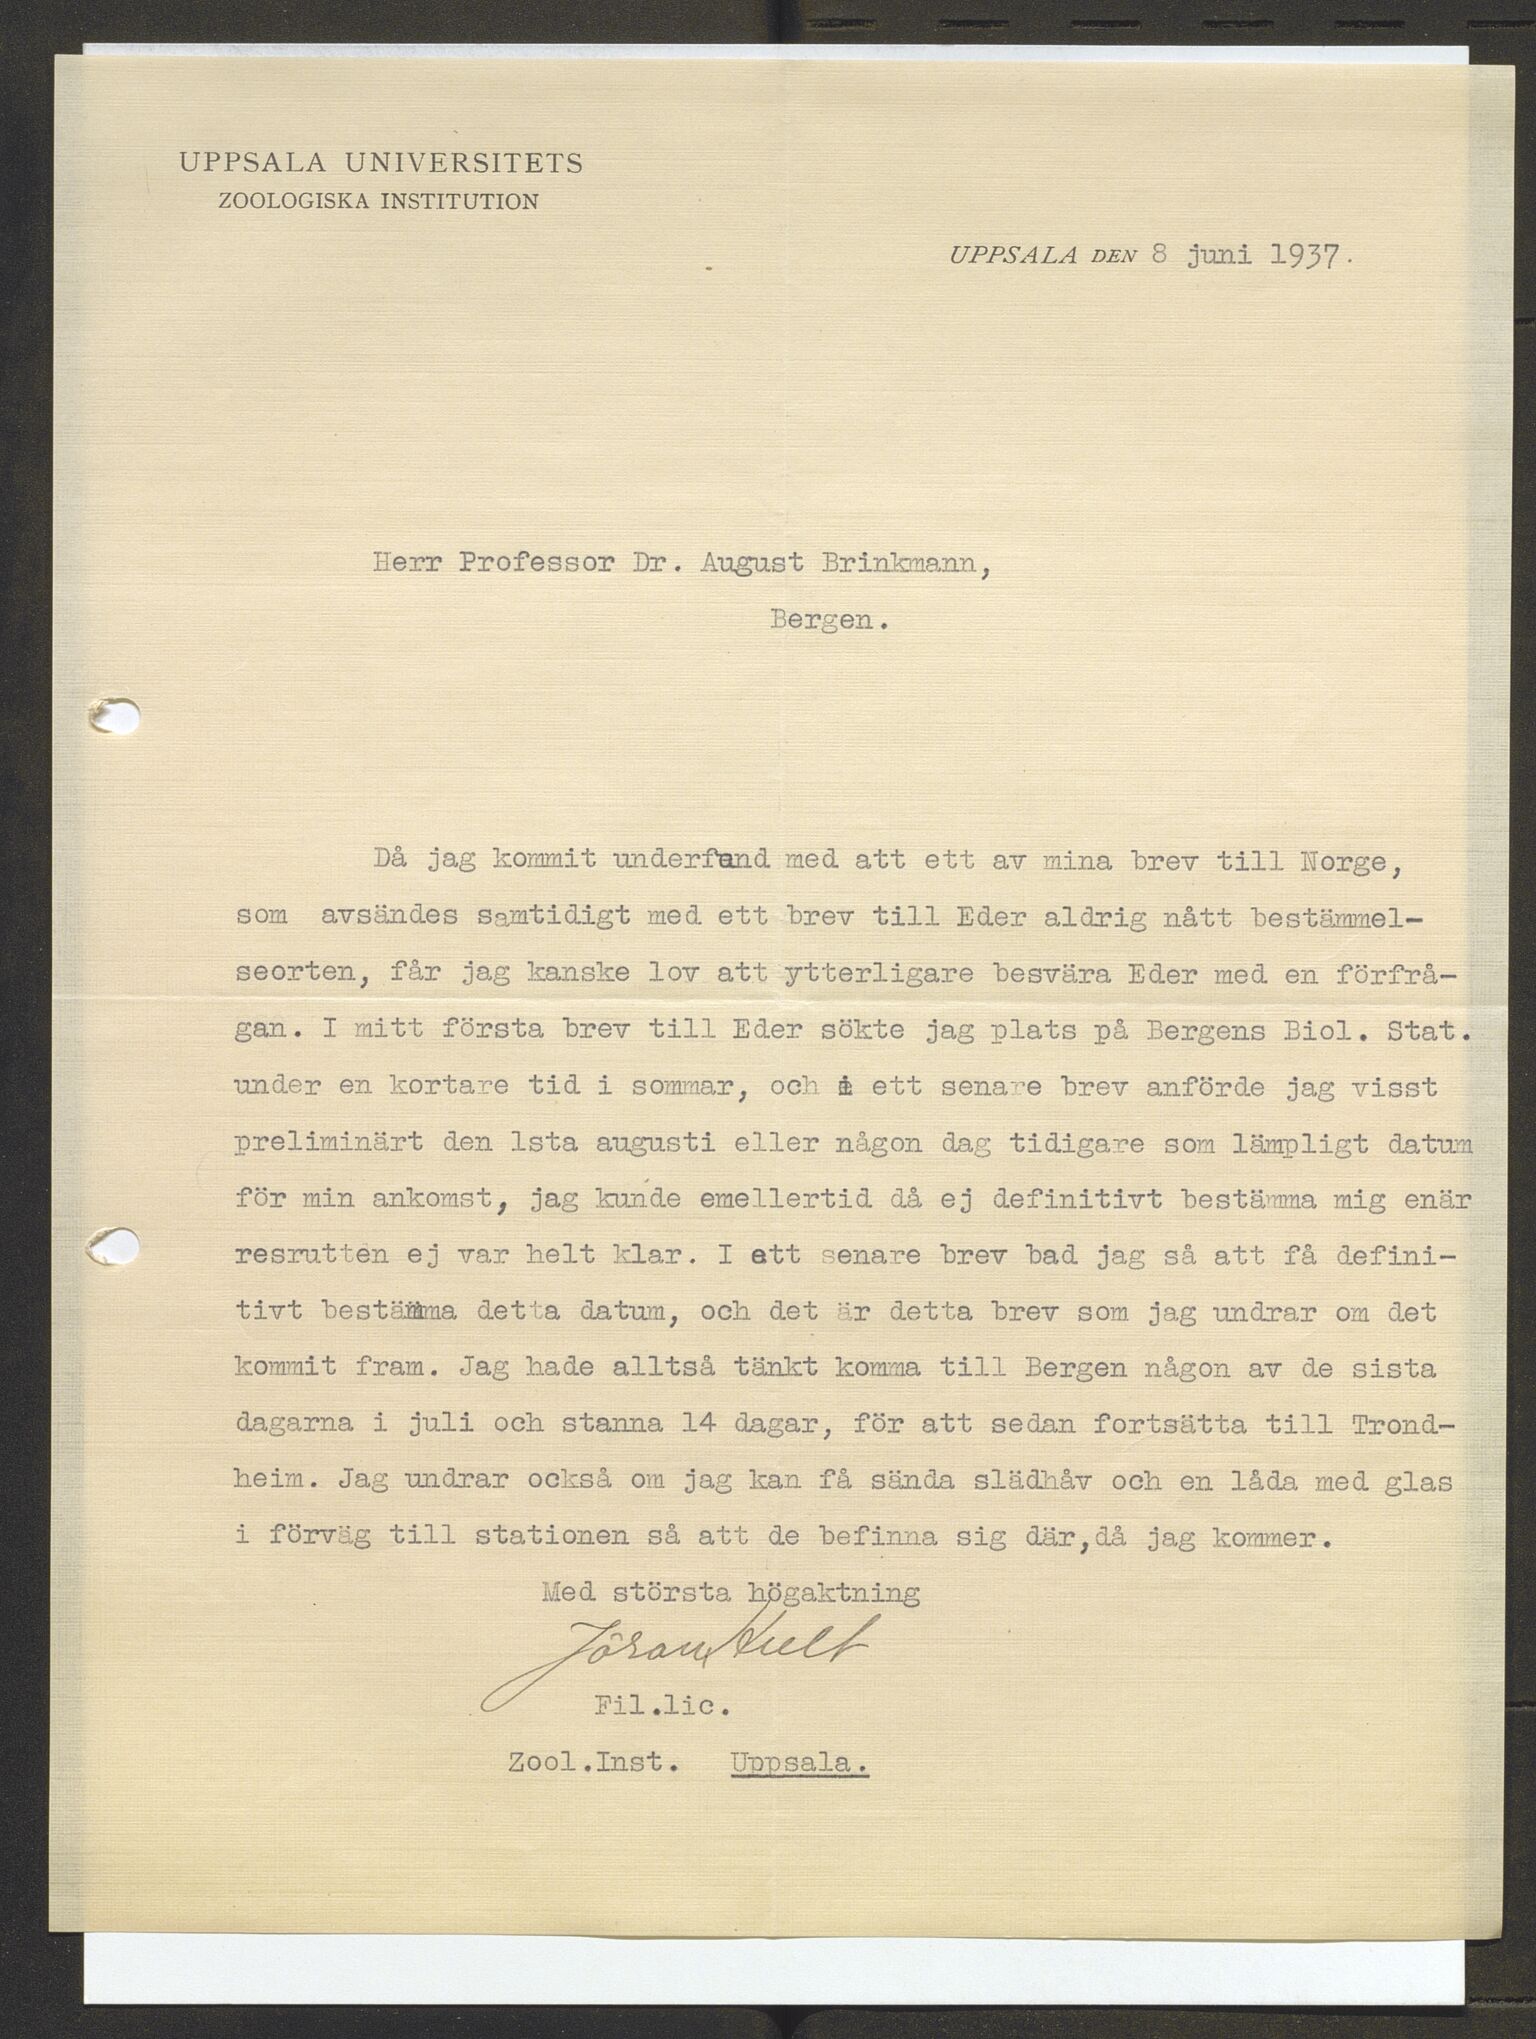 UPPSALA UNIVERSITETS
ZOOLOGISKA INSTITUTION
UPPSALA DEN 8 juni 1937.
Herr Professor Dr. August Brinkmann,
Bergen.
Då jag kommit underfund med att ett av mina brev till Norge,
som avsändes samtidigt med ett brev till Eder aldrig nått bestämmel-
seorten, får jag kanske lov att ytterligare besvära Eder med en förfrå-
gan. I mitt första brev till Eder sökte jag plats på Bergens Biol. Stat.
under en kortare tid i sommar, och i ett senare brev anförde jag visst
preliminärt den 1sta augusti eller någon dag tidigare som lämpligt datum
för min ankomst, jag kunde emellertid då ej definitivt bestämma mig enär
resrutten ej var helt klar. I ett senare brev bad jag så att få defini-
tivt bestämma detta datum, och det är detta brev som jag undrar om det
kommit fram. Jag hade alltså tänkt komma till Bergen någon av de sista
dagarna i juli och stanna 14 dagar, för att sedan fortsätta till Trond-
heim. Jag undrar också om jag kan få sända slädhåv och en låda med glas
i förväg till stationen så att de befinna sig där,då jag kommer.
Med största högaktning
Jöran Hult
Fil.lic.
Zool.Inst. Uppsala.